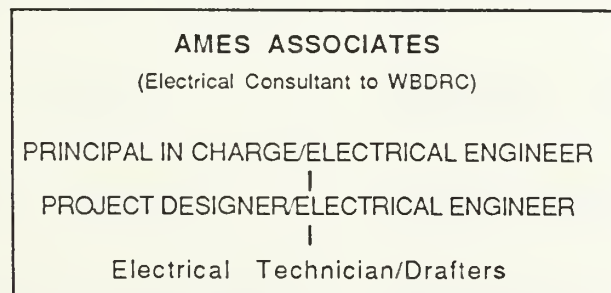 AMES ASSOCIATES
(Electrical Consultant to WBDRC)
PRINCIPAL IN CHARGE/ELECTRICAL ENGINEER
PROJECT DESIGNER/ELECTRICAL ENGINEER
Electrical Technician/Drafters